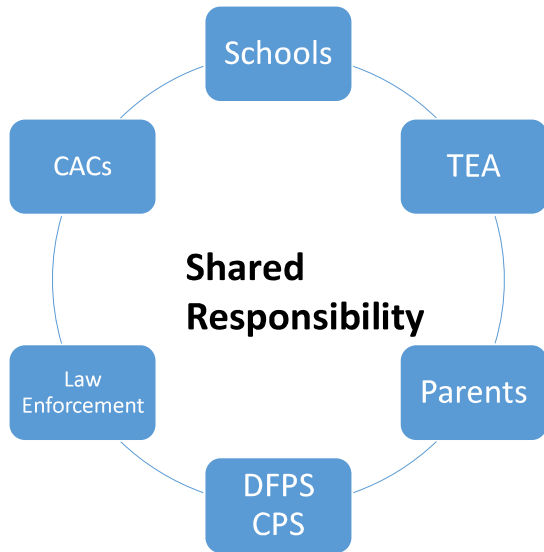 Schools
CACs
TEA
Shared
Responsibility
Law
Enforcement
Parents
DFPS
CPS